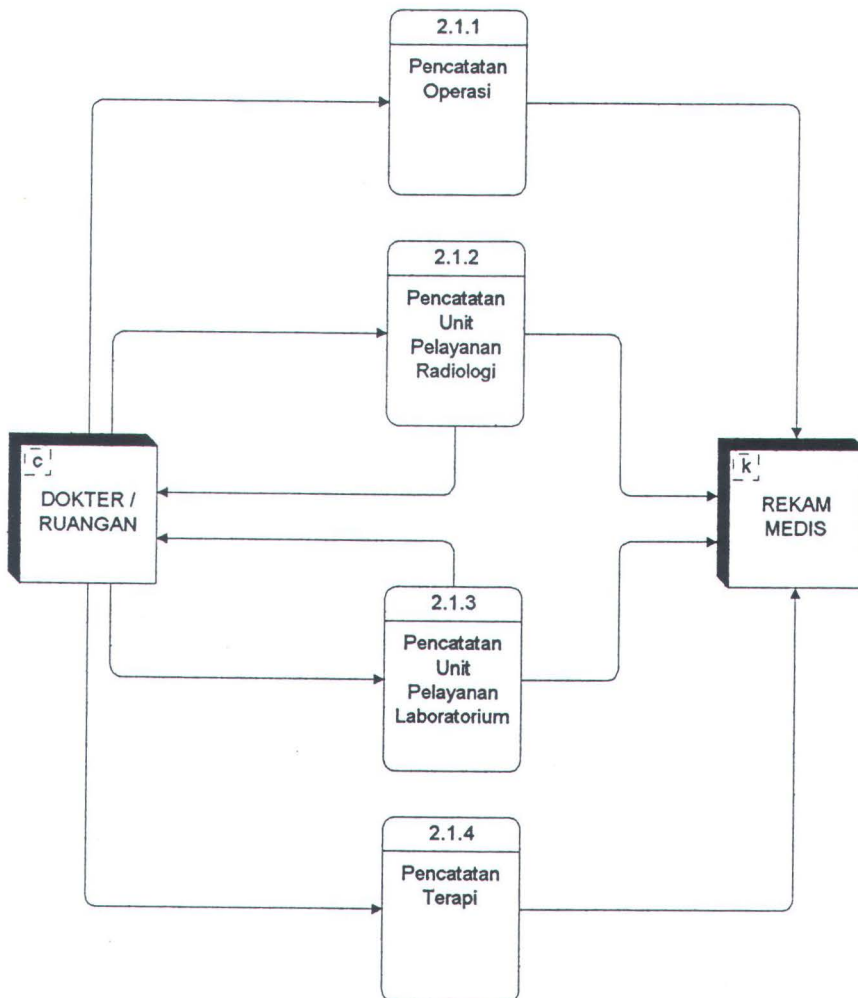 2.1.1
Pencatatan
Operasi
2.1.2
Pencatatan
Unit
Pelayanan
Radiologi
c
DOKTER /
RUANGAN
k
REKAM
MEDIS
2.1.3
Pencatatan
Unit
Pelayanan
Laboratorium
2.1.4
Pencatatan
Terapi